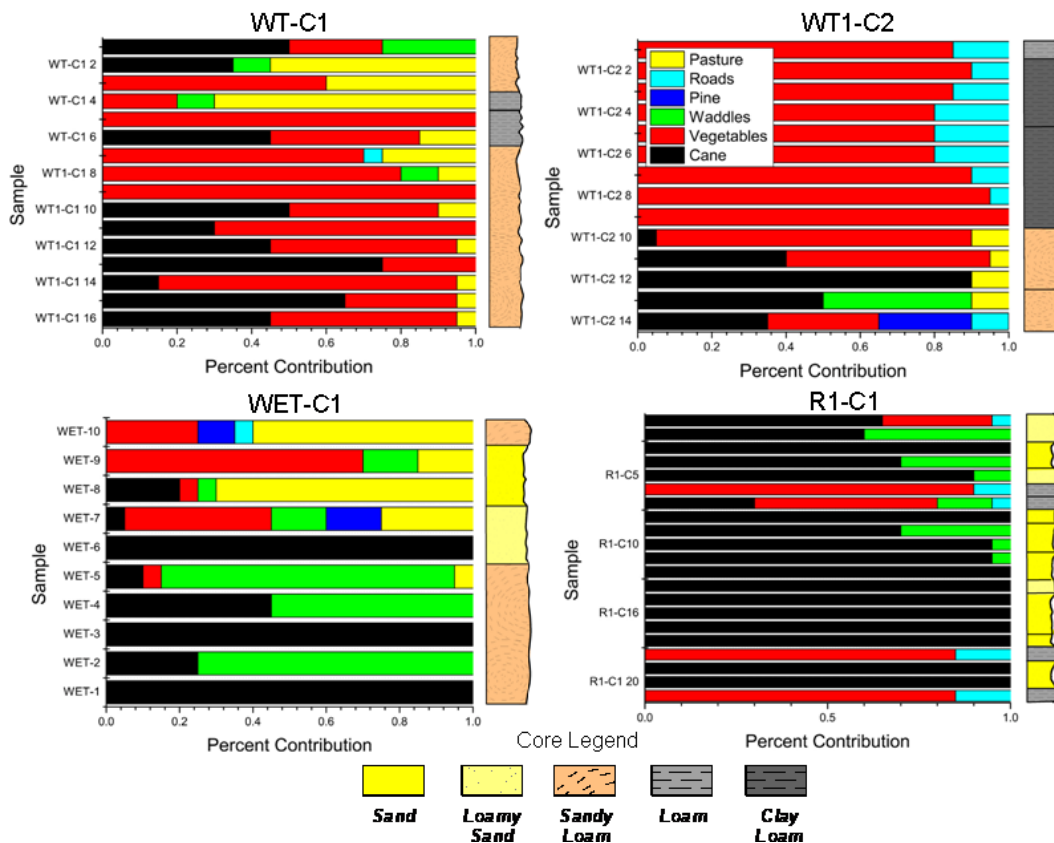 WT-C1
Sample
WT-C1 2
WT-C1 4
WT-C1 6
WT1-C1 8
WT1-C1 10
WT1-C1 12
WT1-C1 14
WT1-C1 16
0.0 0.2 0.4 0.6 0.8 1.0
Percent Contribution
WT1-C2
Sample
WT1-C2 2
WT1-C2 4
WT1-C2 6
WT1-C2 8
WT1-C2 10
WT1-C2 12
WT1-C2 14
Pasture
Roads
Pine
Waddles
Vegetables
Cane
0.0 0.2 0.4 0.6 0.8 1.0
Percent Contribution
WET-C1
Sample
WET-10
WET-9
WET-8
WET-7
WET-6
WET-5
WET-4
WET-3
WET-2
WET-1
0.0 0.2 0.4 0.6 0.8 1.0
Percent Contribution
R1-C1
Sample
R1-C5
R1-C10
R1-C16
R1-C1 20
0.0 0.5 1.0
Percent Contribution
Core Legend
Sand
Loamy
Sand
Sandy
Loam
Loam
Clay
Loam